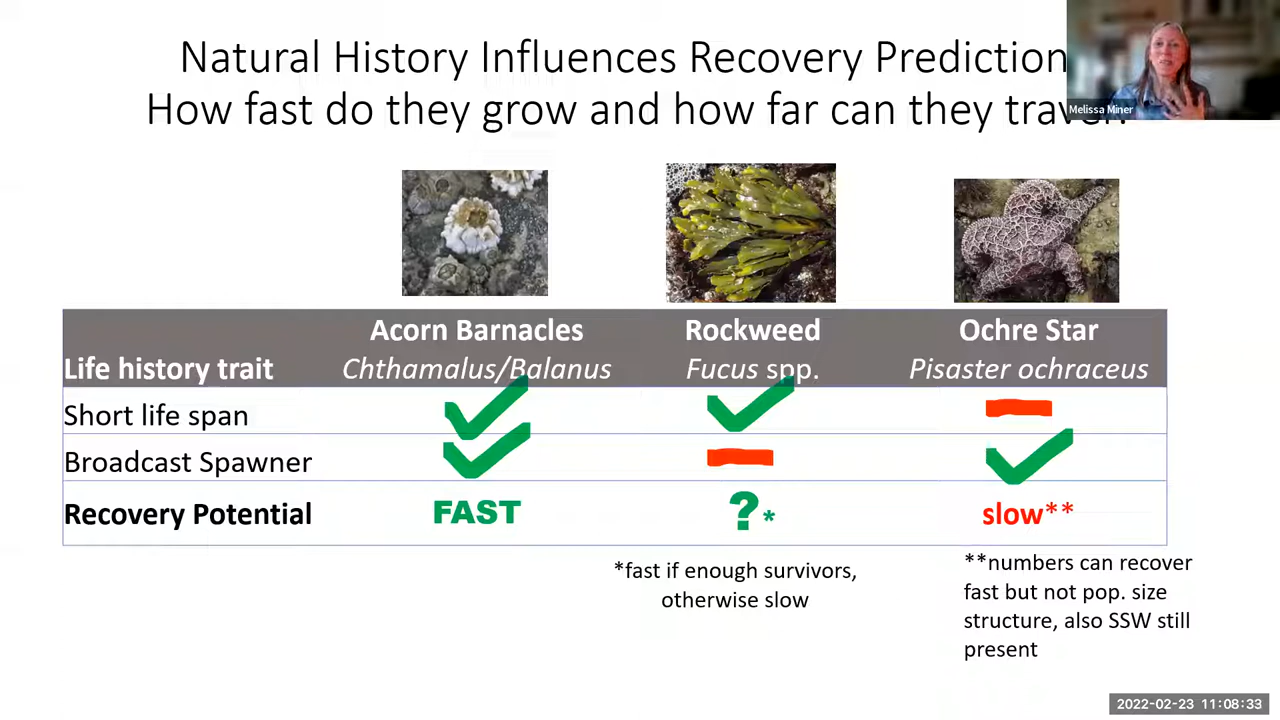 Natural History Influences Recovery Prediction
How fast do they grow and how far can they
Melissa Miner
Acorn Barnacles Rockweed Ochre Star
Life history trait Chthamalus/Balanus Fucus spp. Pisaster ochraceus
Short life span
Broadcast Spawner
Recovery Potential FAST ?* slow**
*fast if enough survivors,
otherwise slow
**numbers can recover
fast but not pop. size
structure, also SSW still
present
2022-02-23 11:08:33